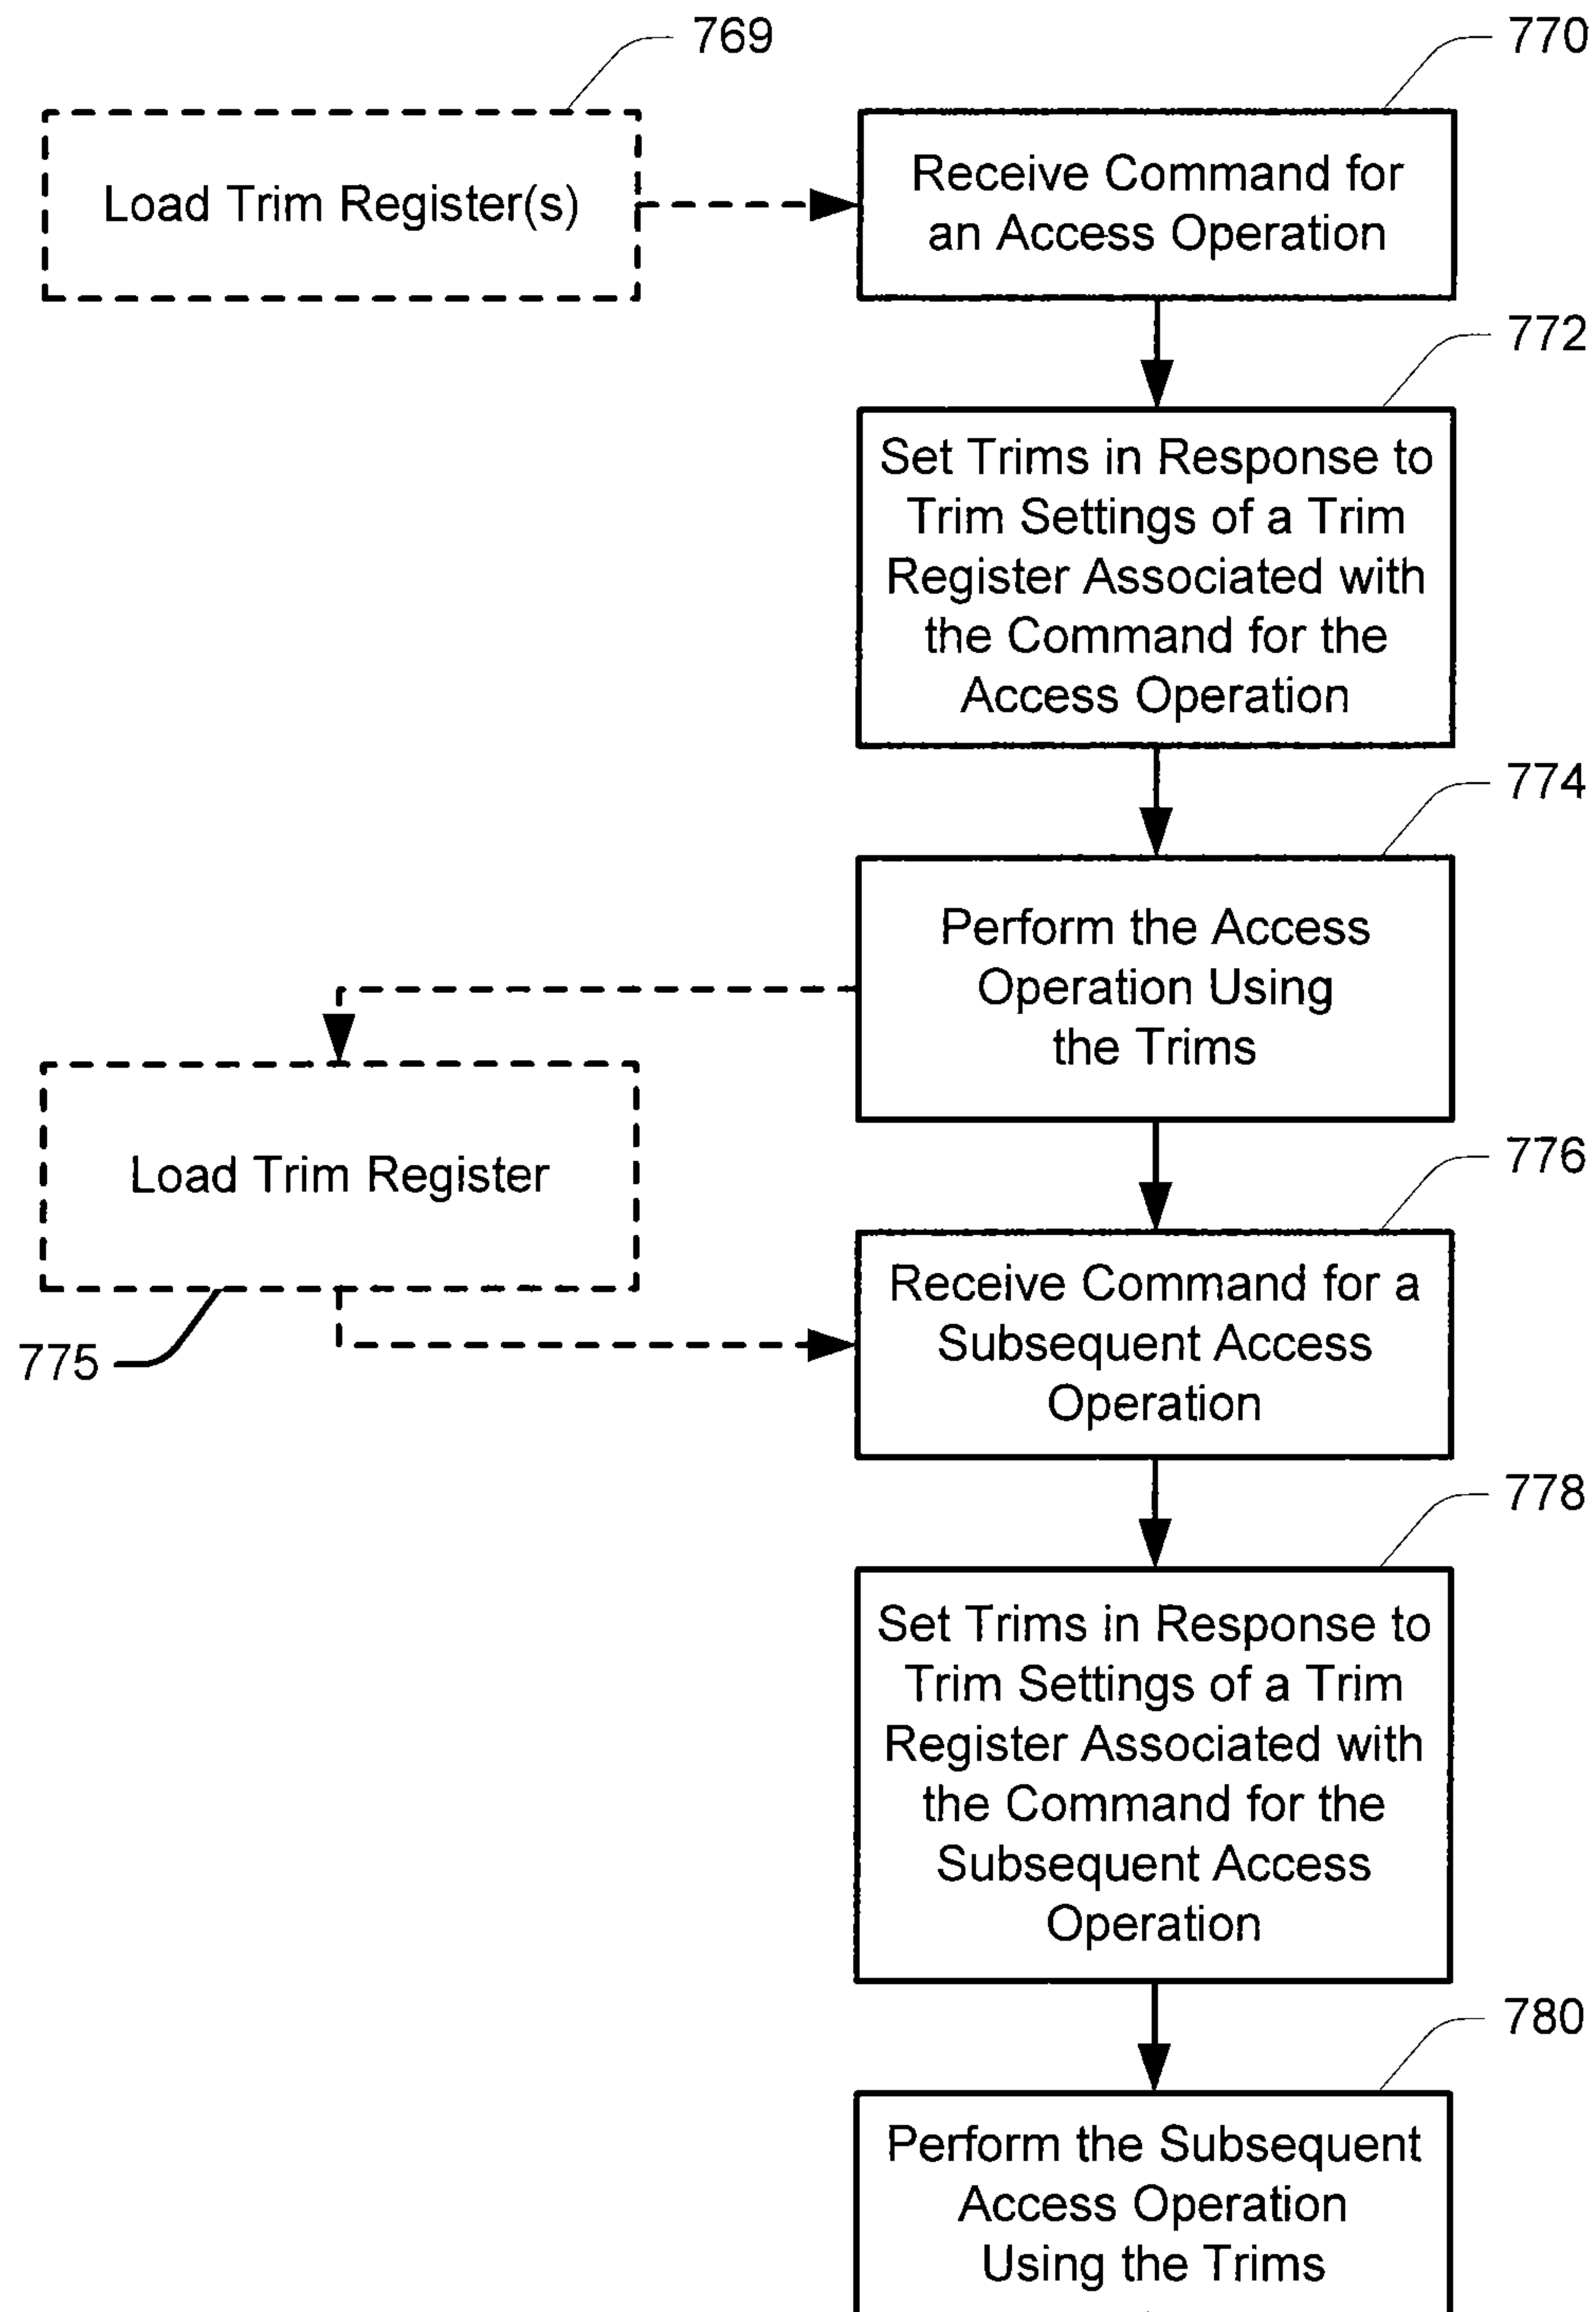 769
770
Load Trim Register(s)
Receive Command for
an Access Operation
772
Set Trims in Response to
Trim Settings of a Trim
Register Associated with
the Command for the
Access Operation
774
Perform the Access
Operation Using
the Trims
Load Trim Register
775
776
Receive Command for a
Subsequent Access
Operation
778
Set Trims in Response to
Trim Settings of a Trim
Register Associated with
the Command for the
Subsequent Access
Operation
780
Perform the Subsequent
Access Operation
Using the Trims